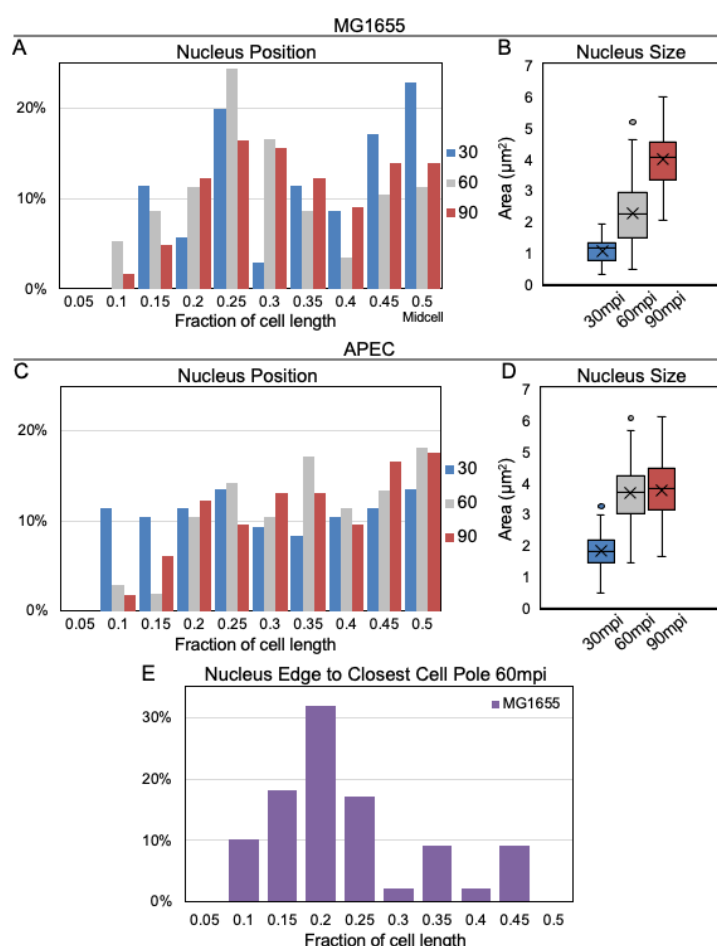 MG1655
A
Nucleus Position
20%
10%
0%
0.05 0.1 0.15 0.2 0.25 0.3 0.35 0.4 0.45 0.5
Midcell
Fraction of cell length
30
60
90
B
Nucleus Size
Area (µm²)
7
6
5
4
3
2
1
0
30mpi 60mpi 90mpi
APEC
C
Nucleus Position
20%
10%
0%
0.05 0.1 0.15 0.2 0.25 0.3 0.35 0.4 0.45 0.5
Fraction of cell length
30
60
90
D
Nucleus Size
Area (µm²)
7
6
5
4
3
2
1
0
30mpi 60mpi 90mpi
E
Nucleus Edge to Closest Cell Pole 60mpi
MG1655
30%
20%
10%
0%
0.05 0.1 0.15 0.2 0.25 0.3 0.35 0.4 0.45 0.5
Fraction of cell length